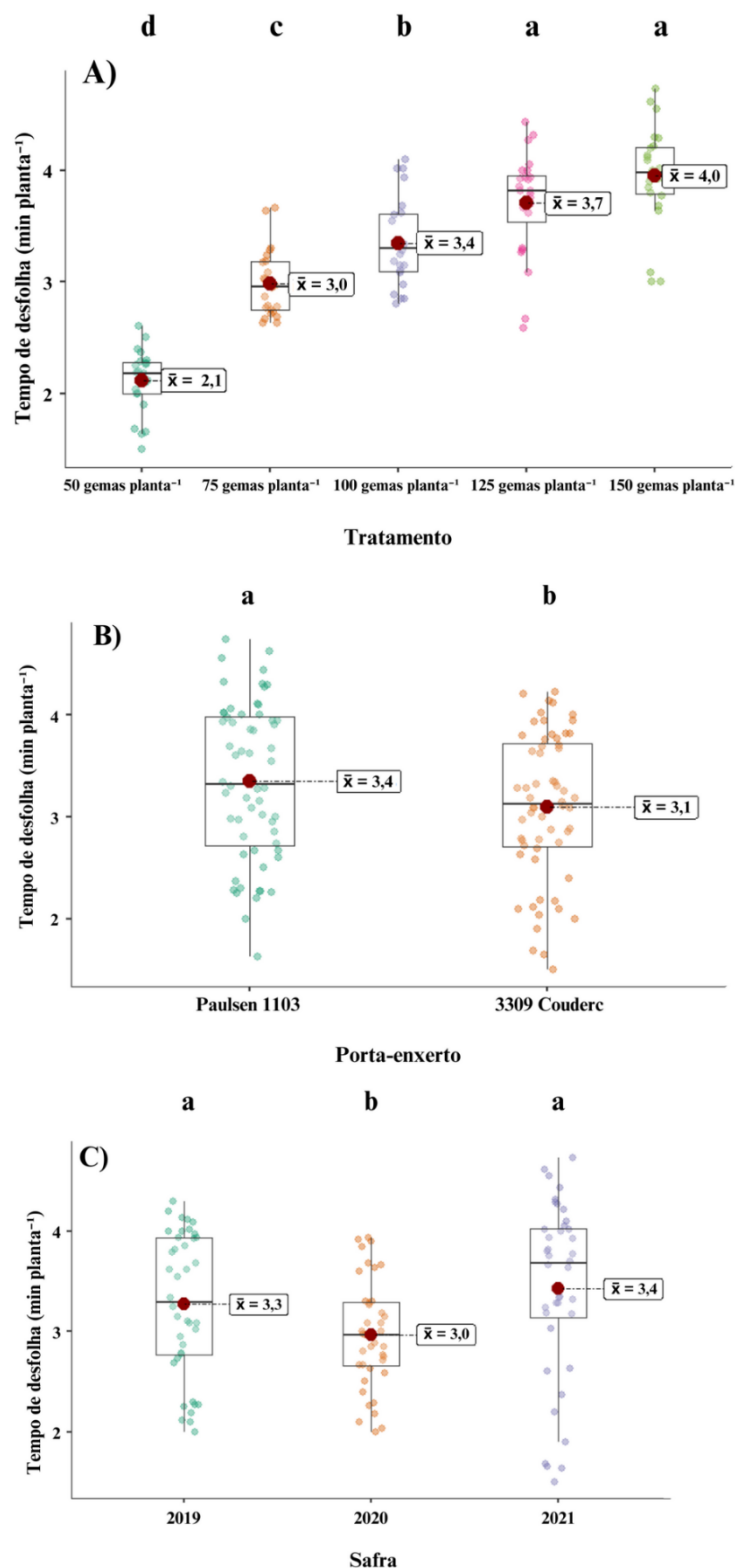 d c b a a
A)
Tempo de desfolha (min planta⁻¹)
4
3
2
x̄ = 2,1
x̄ = 3,0
x̄ = 3,4
x̄ = 3,7
x̄ = 4,0
50 gemas planta⁻¹ 75 gemas planta⁻¹ 100 gemas planta⁻¹ 125 gemas planta⁻¹ 150 gemas planta⁻¹
Tratamento
a b
B)
Tempo de desfolha (min planta⁻¹)
4
3
2
x̄ = 3,4
x̄ = 3,1
Paulsen 1103 3309 Couderc
Porta-enxerto
a b a
C)
Tempo de desfolha (min planta⁻¹)
4
3
2
x̄ = 3,3
x̄ = 3,0
x̄ = 3,4
2019 2020 2021
Safra